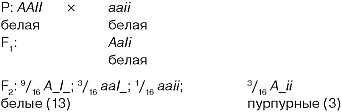 P: AAII × aaii
белая белая
F₁: AaIi
белая
F₂: ⁹/₁₆ A_I_; ³/₁₆ aaI_; ¹/₁₆ aaii; ³/₁₆ A_ii
белые (13) пурпурные (3)